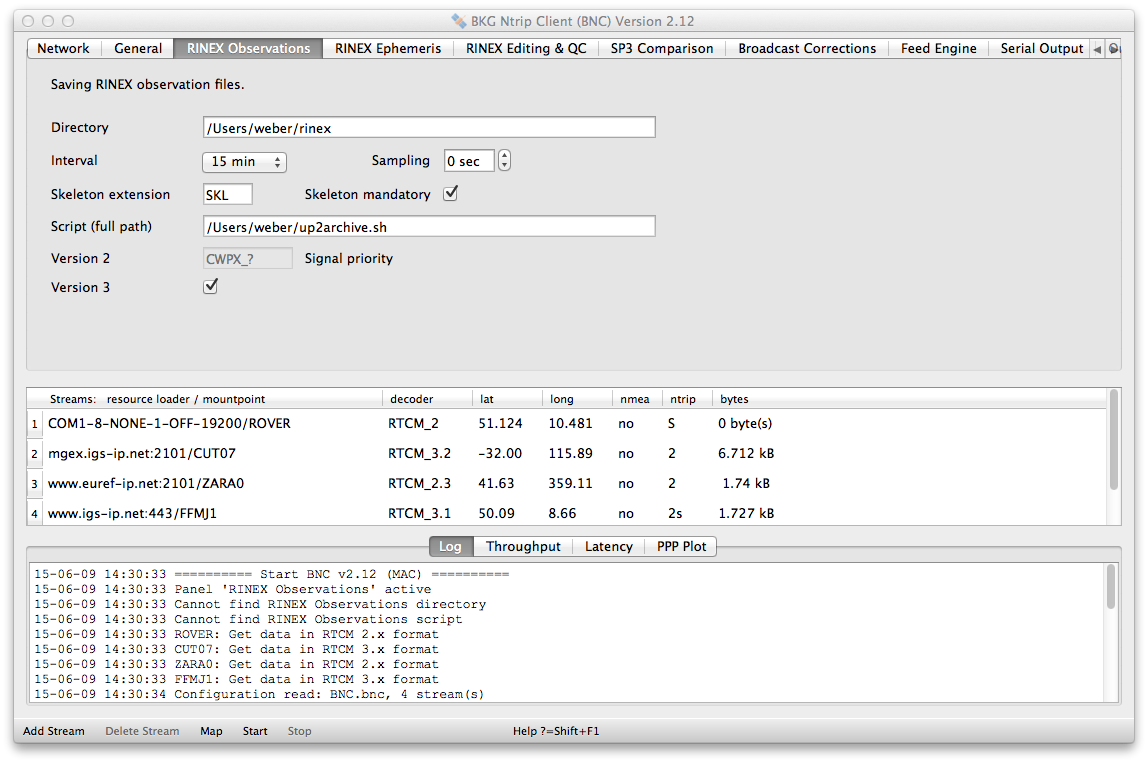 BKG Ntrip Client (BNC) Version 2.12
Network General RINEX Observations RINEX Ephemeris RINEX Editing & QC SP3 Comparison Broadcast Corrections Feed Engine Serial Output
Saving RINEX observation files.
Directory /Users/weber/rinex
Interval 15 min Sampling 0 sec
Skeleton extension SKL Skeleton mandatory
Script (full path) /Users/weber/up2archive.sh
Version 2 CWPX_? Signal priority
Version 3
Streams: resource loader / mountpoint decoder lat long nmea ntrip bytes
1 COM1-8-NONE-1-OFF-19200/ROVER RTCM_2 51.124 10.481 no S 0 byte(s)
2 mgex.igs-ip.net:2101/CUT07 RTCM_3.2 -32.00 115.89 no 2 6.712 kB
3 www.euref-ip.net:2101/ZARA0 RTCM_2.3 41.63 359.11 no 2 1.74 kB
4 www.igs-ip.net:443/FFMJ1 RTCM_3.1 50.09 8.66 no 2s 1.727 kB
Log Throughput Latency PPP Plot
15-06-09 14:30:33 ========== Start BNC v2.12 (MAC) ==========
15-06-09 14:30:33 Panel 'RINEX Observations' active
15-06-09 14:30:33 Cannot find RINEX Observations directory
15-06-09 14:30:33 Cannot find RINEX Observations script
15-06-09 14:30:33 ROVER: Get data in RTCM 2.x format
15-06-09 14:30:33 CUT07: Get data in RTCM 3.x format
15-06-09 14:30:33 ZARA0: Get data in RTCM 2.x format
15-06-09 14:30:33 FFMJ1: Get data in RTCM 3.x format
15-06-09 14:30:34 Configuration read: BNC.bnc, 4 stream(s)
Add Stream Delete Stream Map Start Stop Help ?=Shift+F1